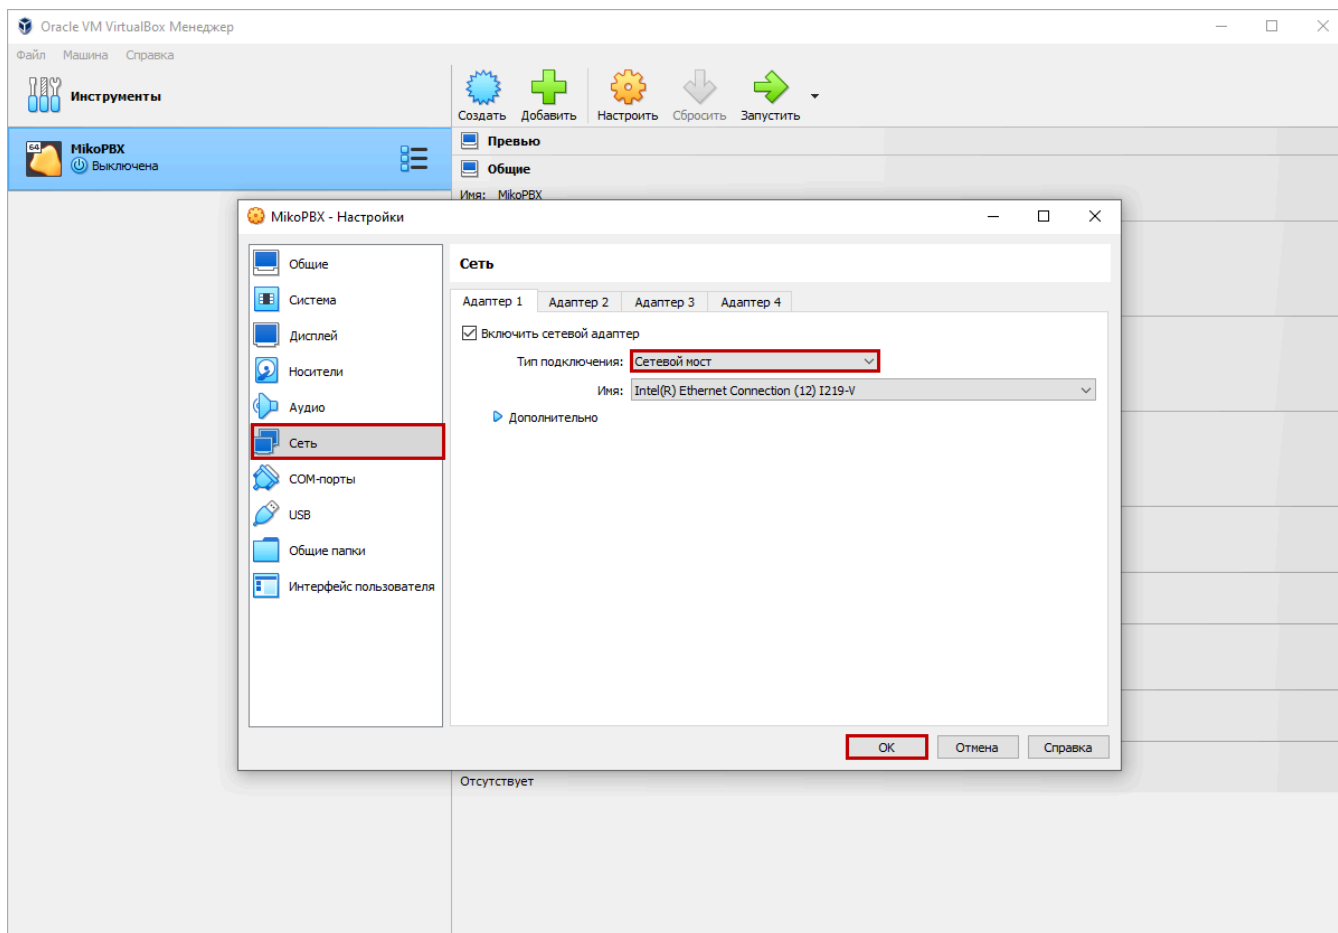 Oracle VM VirtualBox Менеджер
Файл Машина Справка
Инструменты
Создать Добавить Настроить Сбросить Запустить
64
MikoPBX
Выключена
Превью
Общие
Имя: MikoPBX
MikoPBX - Настройки
Общие
Система
Дисплей
Носители
Аудио
Сеть
COM-порты
USB
Общие папки
Интерфейс пользователя
Сеть
Адаптер 1 Адаптер 2 Адаптер 3 Адаптер 4
Включить сетевой адаптер
Тип подключения: Сетевой мост
Имя: Intel(R) Ethernet Connection (12) I219-V
Дополнительно
OK Отмена Справка
Отсутствует